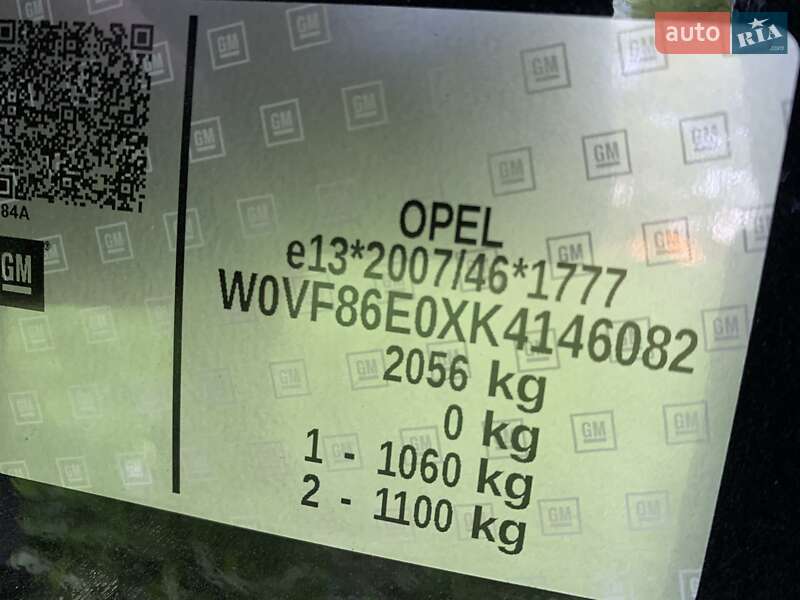 auto RIA .com
84A
GM ®
OPEL
e13*2007/46*1777
W0VF86E0XK4146082
2056 kg
0 kg
1 - 1060 kg
2 - 1100 kg